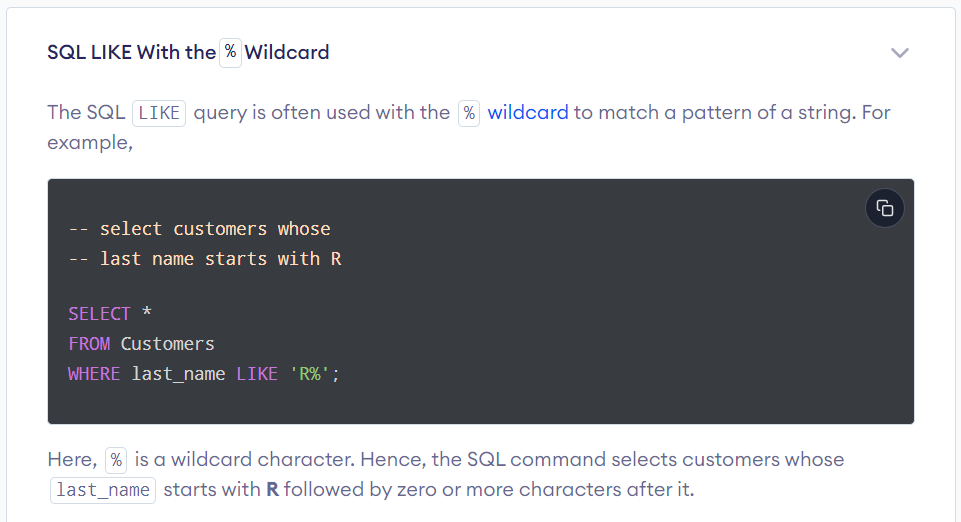 SQL LIKE With the % Wildcard
The SQL LIKE query is often used with the % wildcard to match a pattern of a string. For
example,
-- select customers whose
-- last name starts with R
SELECT *
FROM Customers
WHERE last_name LIKE 'R%';
Here, % is a wildcard character. Hence, the SQL command selects customers whose
last_name starts with R followed by zero or more characters after it.